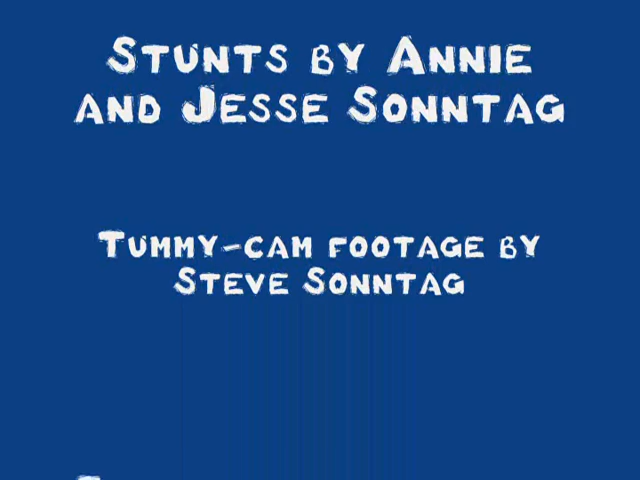 Stunts by Annie
and Jesse Sonntag
Tummy-cam footage by
Steve Sonntag